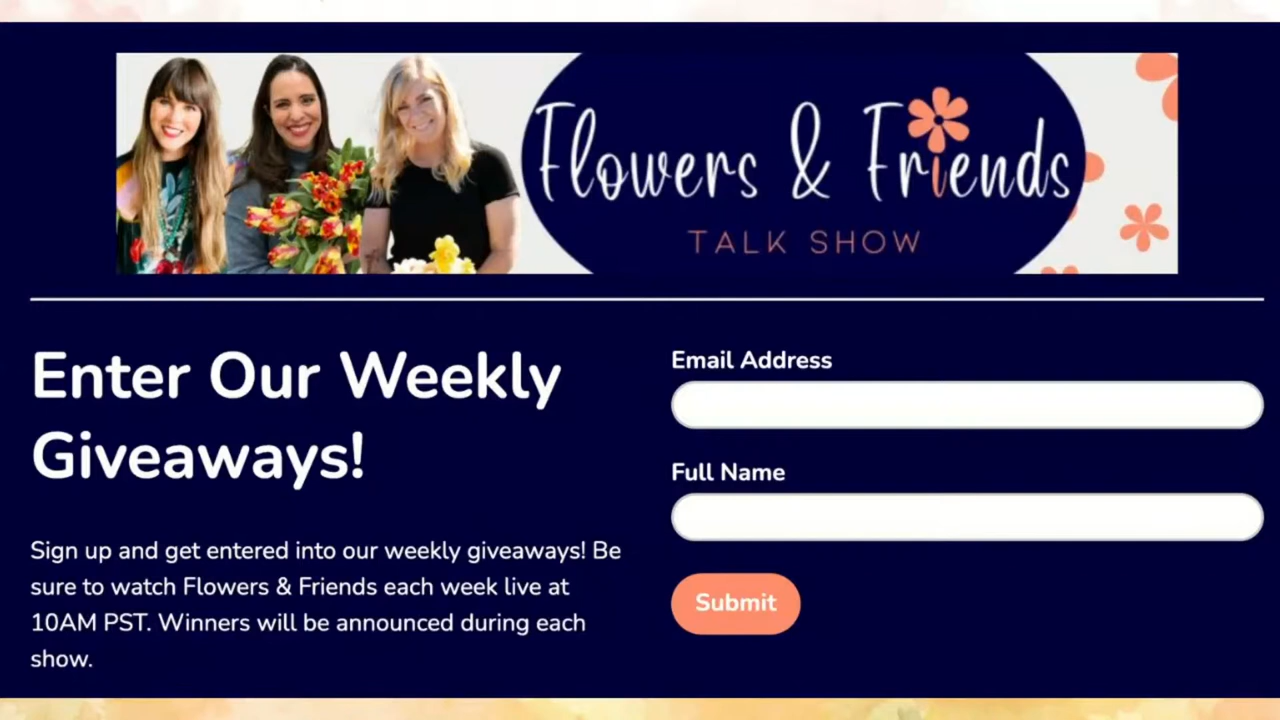 Flowers & Friends
TALK SHOW
Enter Our Weekly
Giveaways!
Sign up and get entered into our weekly giveaways! Be
sure to watch Flowers & Friends each week live at
10AM PST. Winners will be announced during each
show.
Email Address
Full Name
Submit